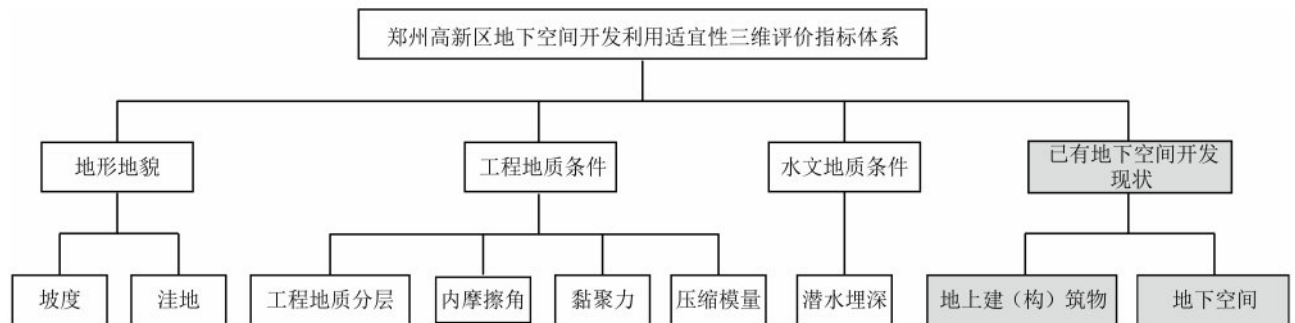 郑州高新区地下空间开发利用适宜性三维评价指标体系
地形地貌
工程地质条件
水文地质条件
已有地下空间开发
现状
坡度
洼地
工程地质分层
内摩擦角
黏聚力
压缩模量
潜水埋深
地上建（构）筑物
地下空间